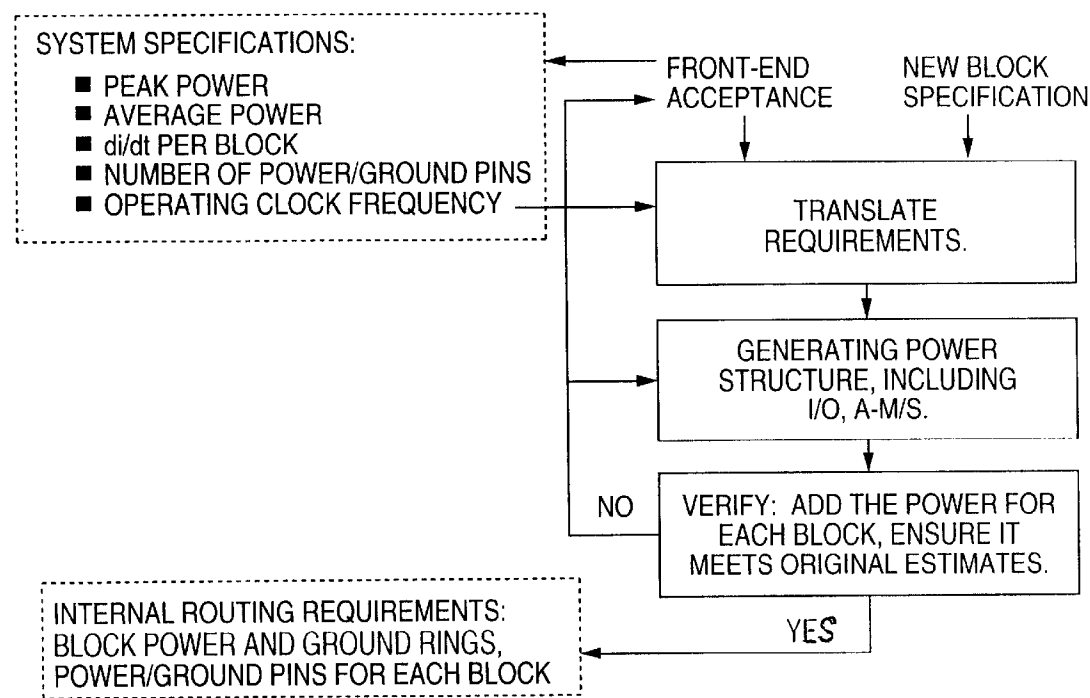 SYSTEM SPECIFICATIONS:
■ PEAK POWER
■ AVERAGE POWER
■ di/dt PER BLOCK
■ NUMBER OF POWER/GROUND PINS
■ OPERATING CLOCK FREQUENCY
FRONT-END
ACCEPTANCE
NEW BLOCK
SPECIFICATION
TRANSLATE
REQUIREMENTS.
GENERATING POWER
STRUCTURE, INCLUDING
I/O, A-M/S.
NO
VERIFY: ADD THE POWER FOR
EACH BLOCK, ENSURE IT
MEETS ORIGINAL ESTIMATES.
YES
INTERNAL ROUTING REQUIREMENTS:
BLOCK POWER AND GROUND RINGS,
POWER/GROUND PINS FOR EACH BLOCK